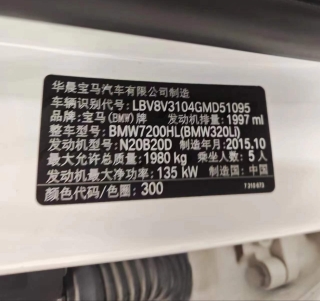 华晨宝马汽车有限公司制造
车辆识别代号:LBV8V3104GMD51095
品牌:宝马(BMW)牌 发动机排量:1997 ml
整车型号:BMW7200HL(BMW320Li)
发动机型号:N20B20D 制造年月:2015.10
最大允许总质量:1980 kg 乘坐人数:5人
发动机最大净功率:135 kW 制造国:中国
颜色代码/色圈:300